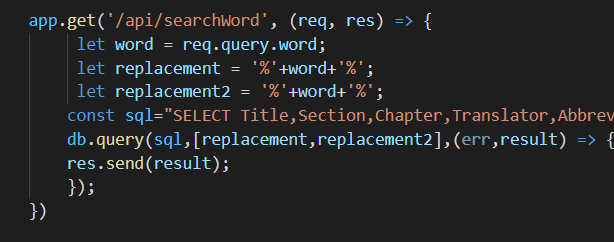 app.get('/api/searchWord', (req, res) => {
let word = req.query.word;
let replacement = '%'+word+'%';
let replacement2 = '%'+word+'%';
const sql="SELECT Title,Section,Chapter,Translator,Abbrev
db.query(sql,[replacement,replacement2],(err,result) => {
res.send(result);
});
})